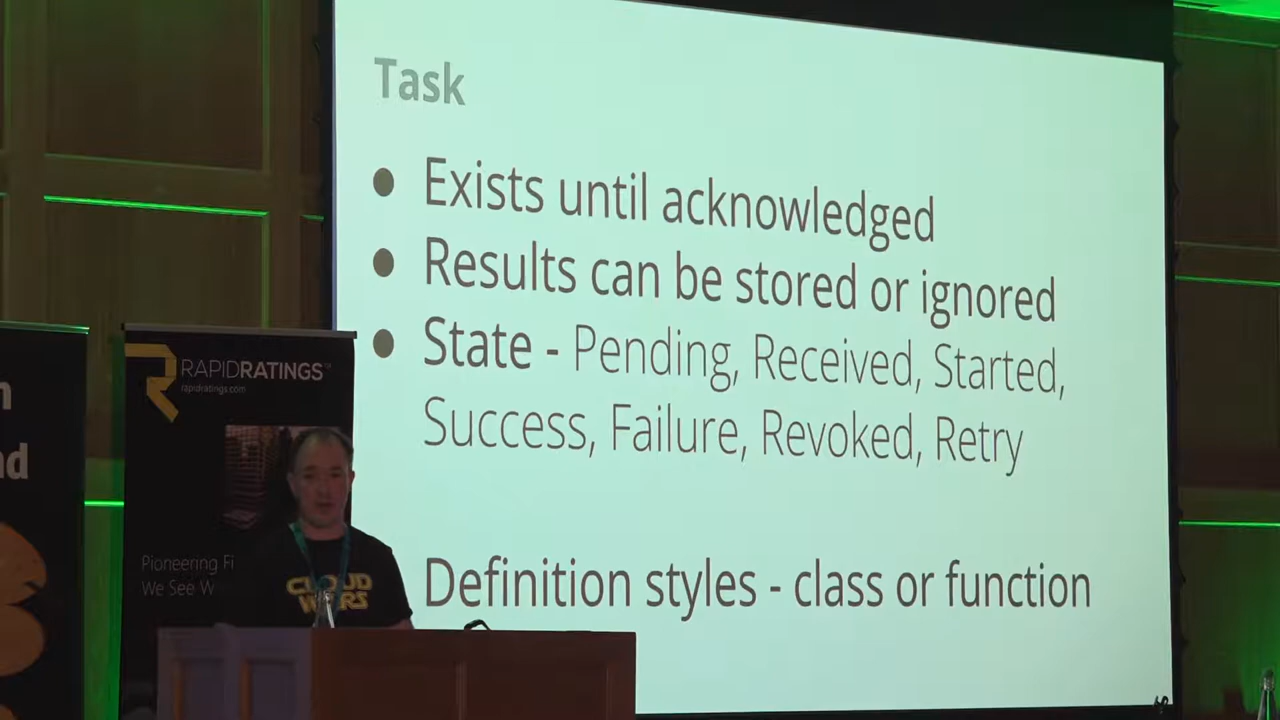 Task
Exists until acknowledged
Results can be stored or ignored
State - Pending, Received, Started,
Success, Failure, Revoked, Retry
Definition styles - class or function
RAPIDRATINGS
rapidratings.com
Pioneering Fi
We See W
CLOUD
WARS